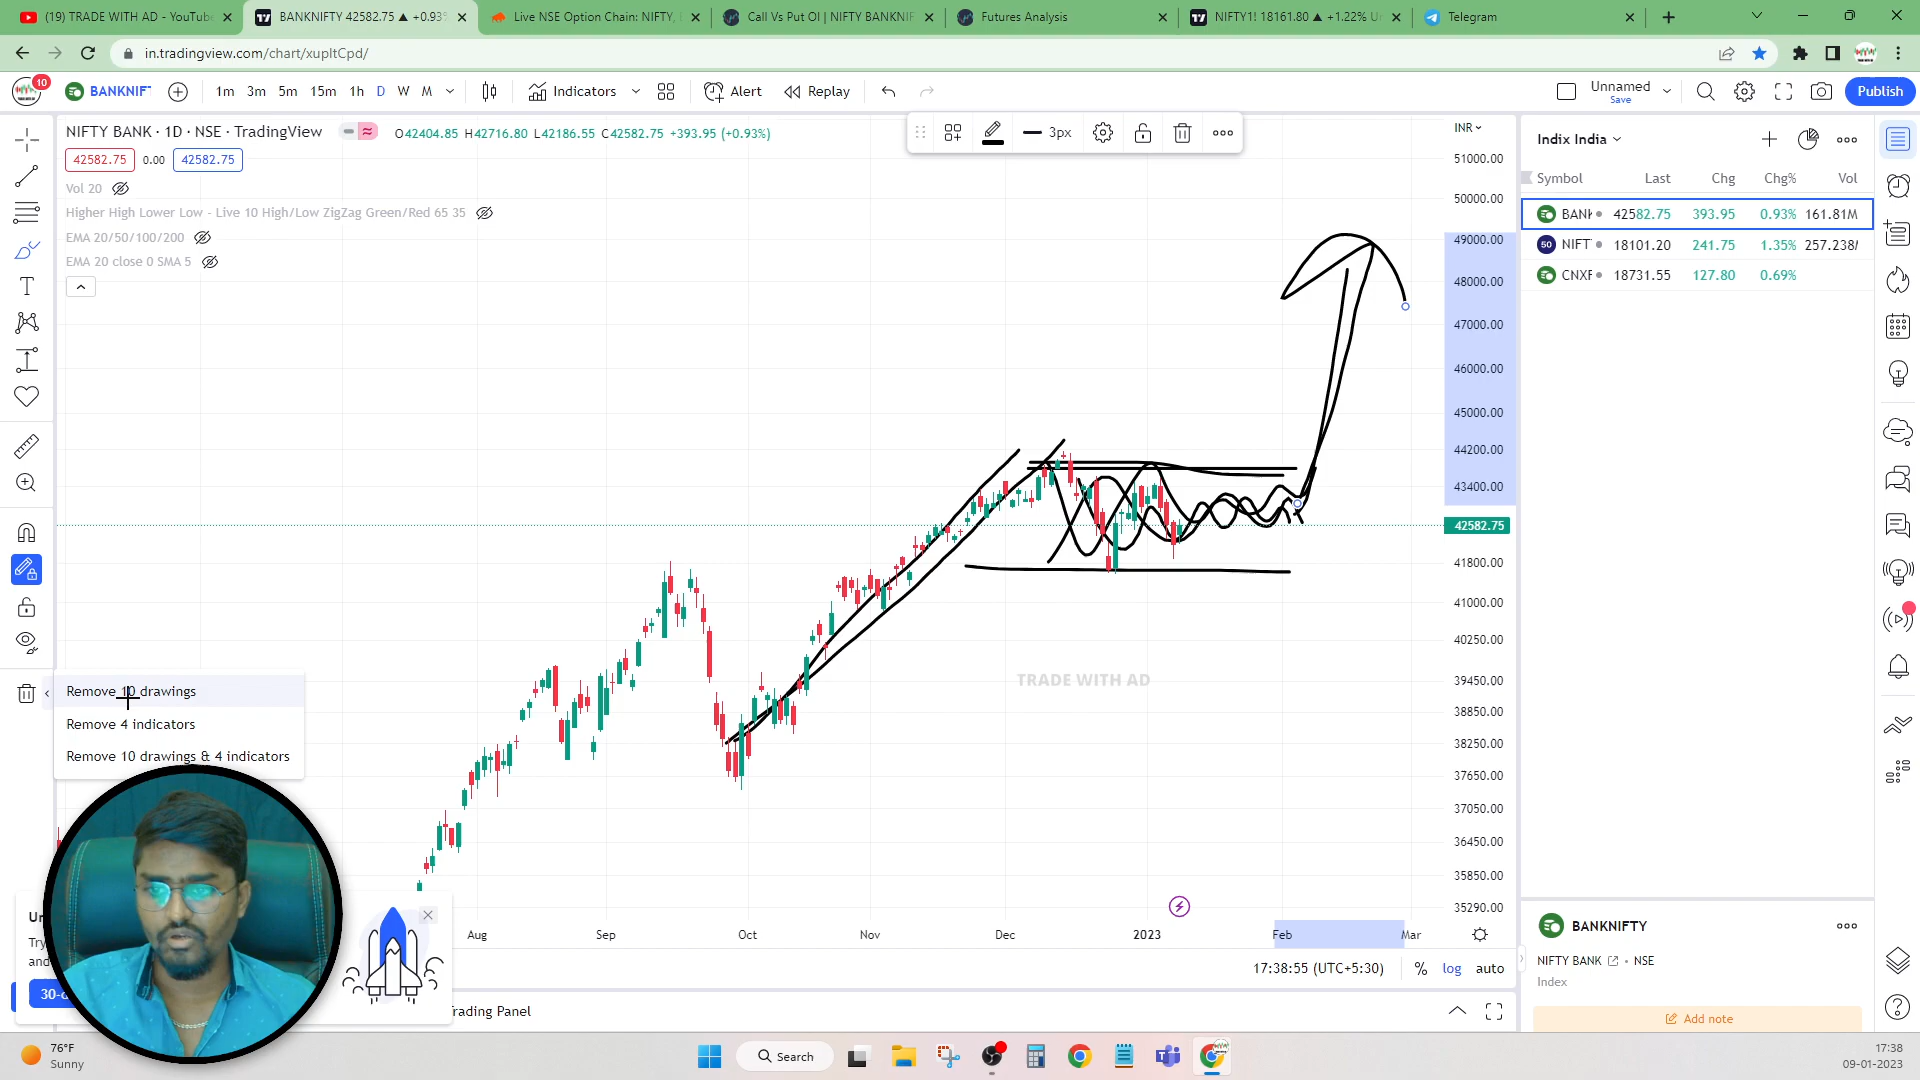 (19) TRADE WITH AD - YouTube
BANKNIFTY 42582.75 ▲ +0.93%
Live NSE Option Chain: NIFTY,
Call Vs Put OI | NIFTY BANKNIF
Futures Analysis
NIFTY1! 18161.80 ▲ +1.22%
Telegram
in.tradingview.com/chart/xupltCpd/
10
BANKNIF
1m 3m 5m 15m 1h D W M
Indicators
Alert
Replay
Unnamed
Save
Publish
NIFTY BANK · 1D · NSE · TradingView
O42404.85 H42716.80 L42186.55 C42582.75 +393.95 (+0.93%)
42582.75 0.00 42582.75
Vol 20
Higher High Lower Low - Live 10 High/Low ZigZag Green/Red 65 35
EMA 20/50/100/200
EMA 20 close 0 SMA 5
3px
INR
51000.00
50000.00
49000.00
48000.00
47000.00
46000.00
45000.00
44200.00
43400.00
42582.75
41800.00
41000.00
40250.00
39450.00
38850.00
38250.00
37650.00
37050.00
36450.00
35850.00
35290.00
TRADE WITH AD
Remove 10 drawings
Remove 4 indicators
Remove 10 drawings & 4 indicators
Un
Try
and
30-d
Aug Sep Oct Nov Dec 2023 Feb Mar
17:38:55 (UTC+5:30) % log auto
rading Panel
Indix India
Symbol Last Chg Chg% Vol
BANK 42582.75 393.95 0.93% 161.81M
50 NIFT 18101.20 241.75 1.35% 257.238
CNXF 18731.55 127.80 0.69%
BANKNIFTY
NIFTY BANK • NSE
Index
Add note
76°F
Sunny
Search
17:38
09-01-2023